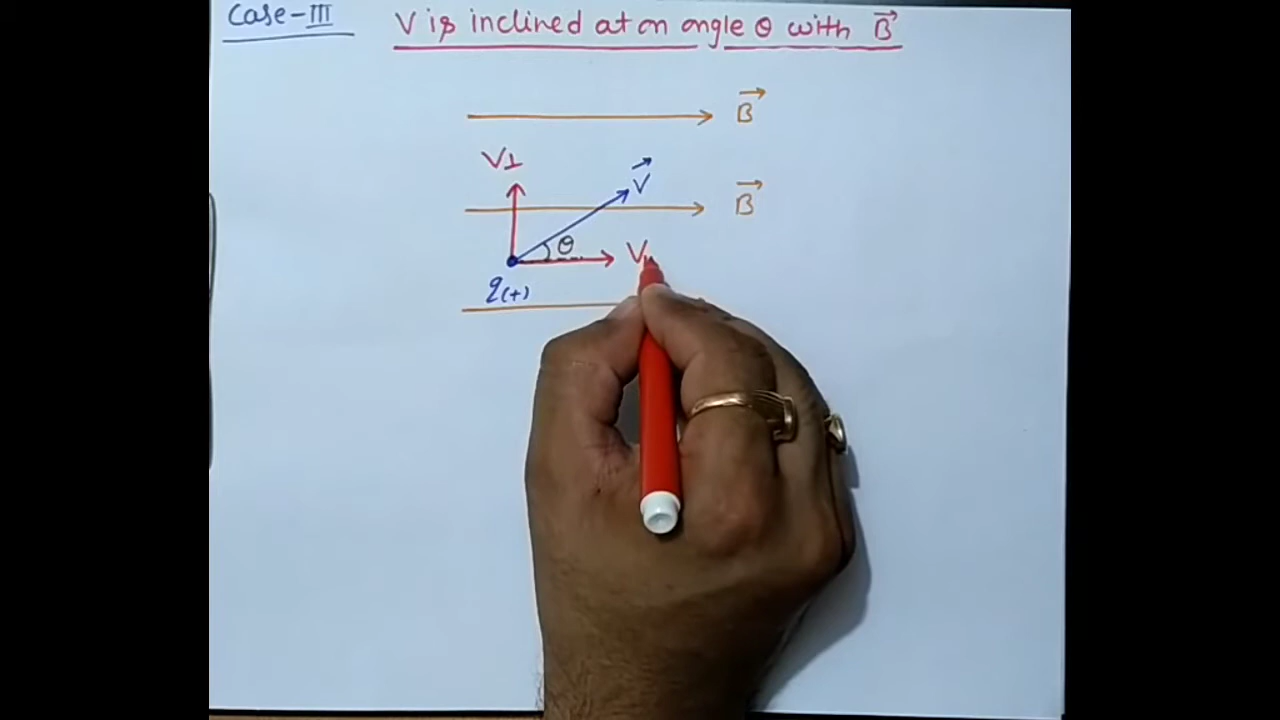 Case-III
V is inclined at an angle θ with B⃗
B⃗
V⊥
V⃗
B⃗
θ
V
q(+)